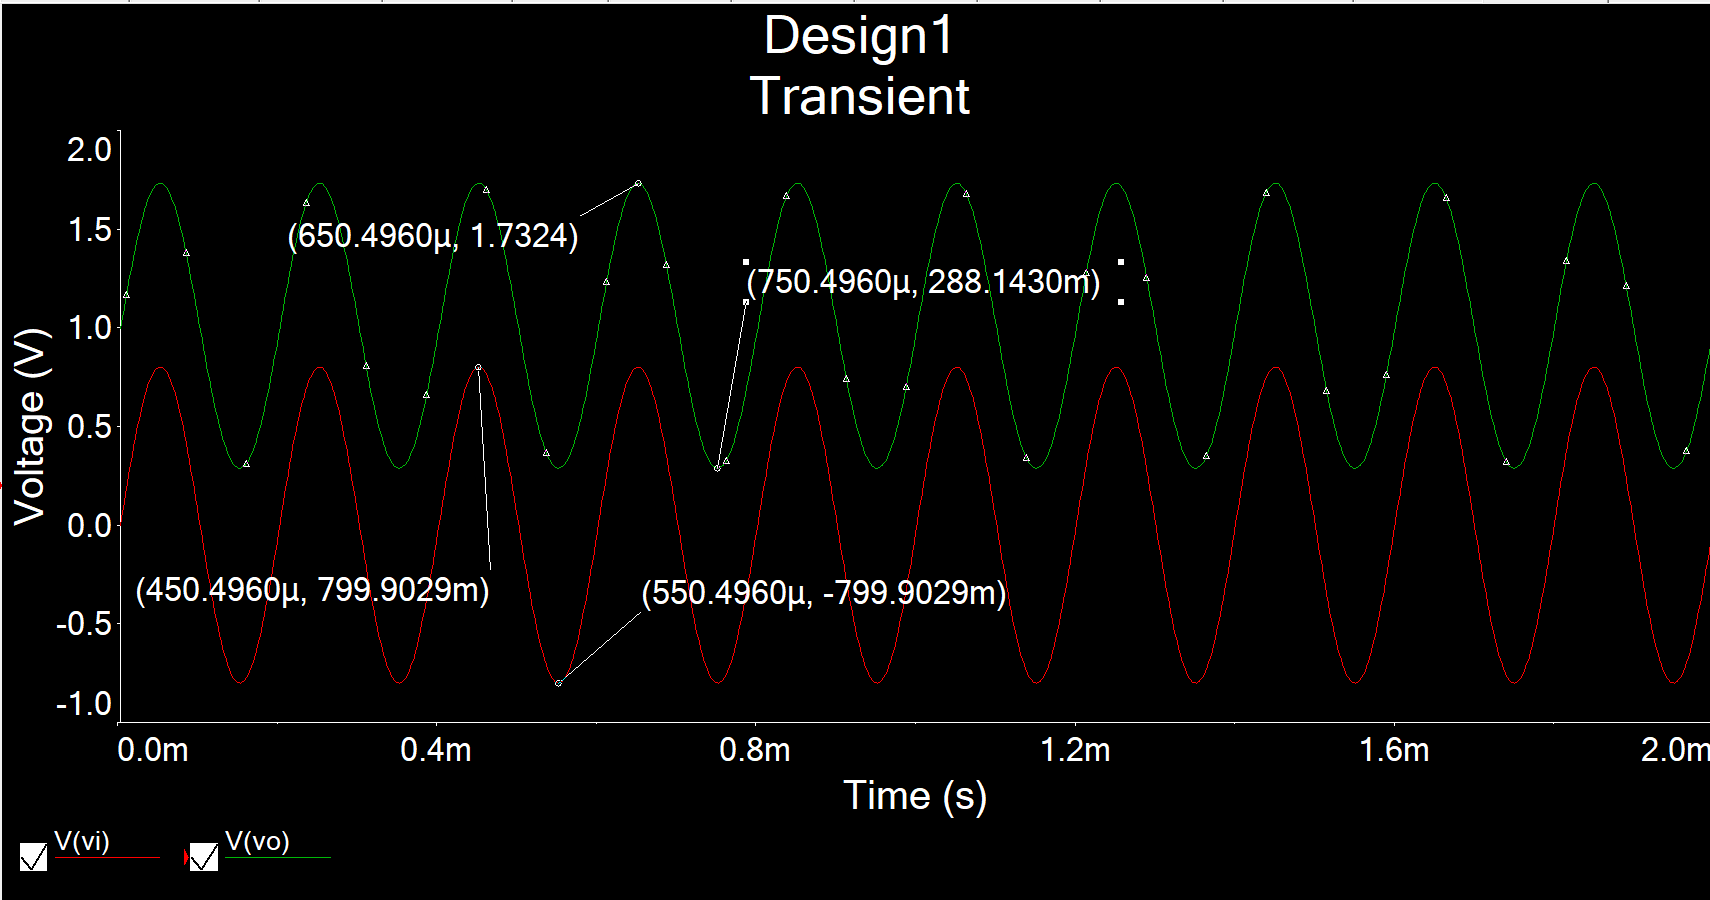 Design1
Transient
2.0
1.5
1.0
0.5
0.0
-0.5
-1.0
Voltage (V)
(650.4960µ, 1.7324)
(750.4960µ, 288.1430m)
(450.4960µ, 799.9029m)
(550.4960µ, -799.9029m)
0.0m 0.4m 0.8m 1.2m 1.6m 2.0m
Time (s)
V(vi) V(vo)